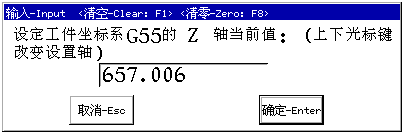 输入-Input <清空-Clear: F1> <清零-Zero: F8>
设定工件坐标系G55的 Z 轴当前值：(上下光标键
改变设置轴)
657.006
取消-Esc 确定-Enter